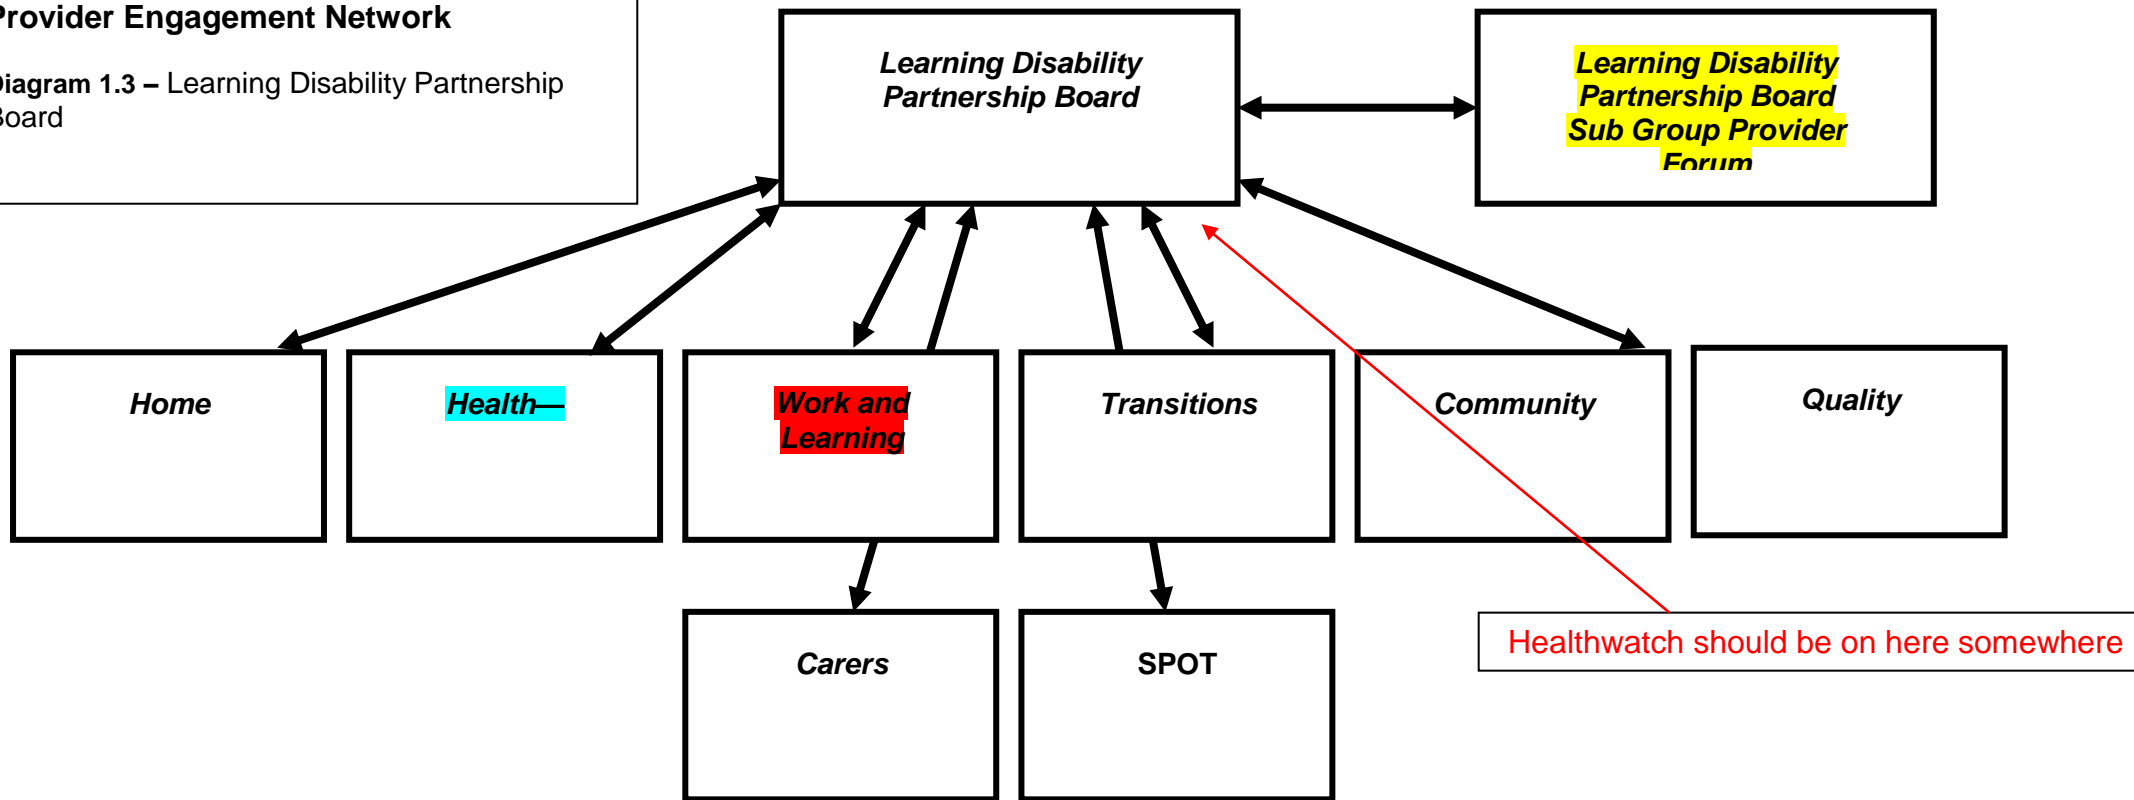 Provider Engagement Network
Diagram 1.3 – Learning Disability Partnership
Board
Learning Disability
Partnership Board
Learning Disability
Partnership Board
Sub Group Provider
Forum
Home
Health—
Work and
Learning
Transitions
Community
Quality
Carers
SPOT
Healthwatch should be on here somewhere